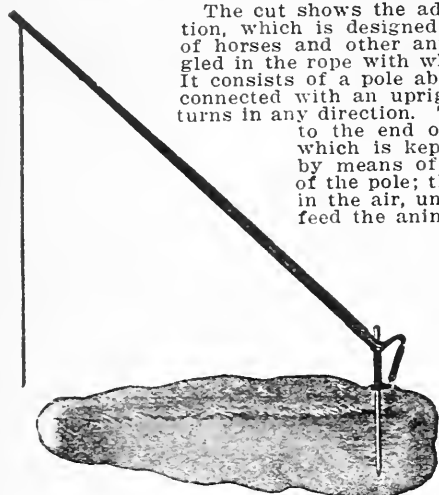 The cut shows the ad
tion, which is designed
of horses and other an
gled in the rope with wh
It consists of a pole ab
connected with an uprig
turns in any direction.
to the end o
which is kep
by means of
of the pole; th
in the air, un
feed the anim